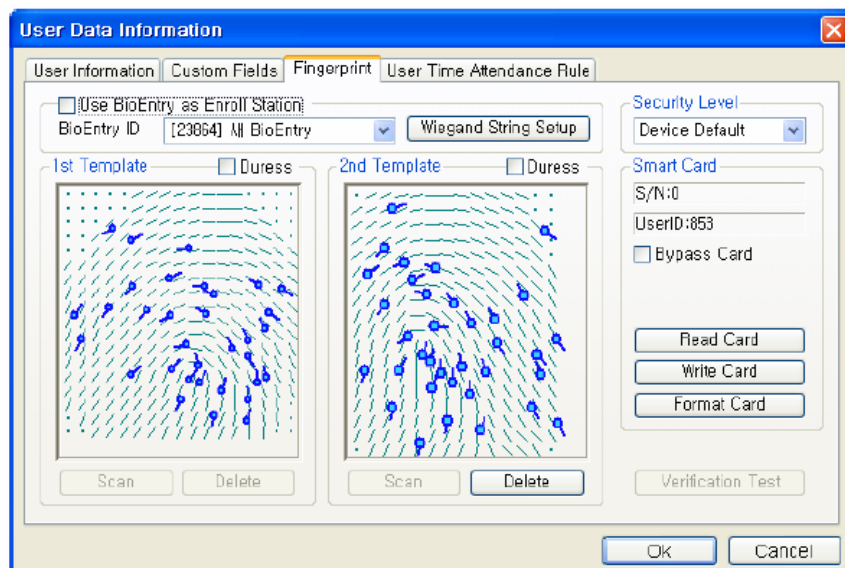 User Data Information
User Information Custom Fields Fingerprint User Time Attendance Rule
Use BioEntry as Enroll Station
BioEntry ID [23864] 새 BioEntry Wiegand String Setup
Security Level
Device Default
1st Template Duress
2nd Template Duress
Smart Card
S/N:0
UserID:853
Bypass Card
Read Card
Write Card
Format Card
Scan Delete
Scan Delete
Verification Test
Ok Cancel